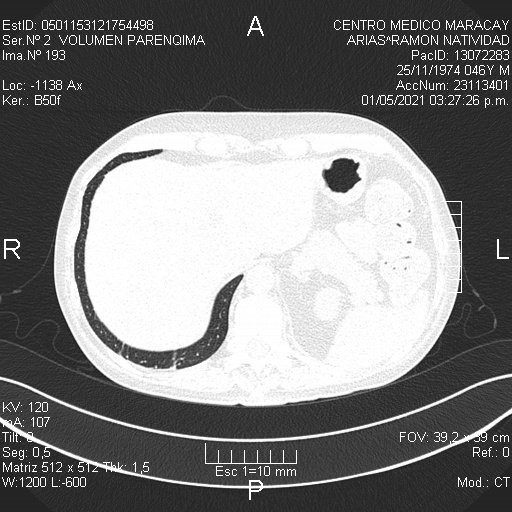 EstID: 0501153121754498
Ser.Nº 2 VOLUMEN PARENQIMA
Ima.Nº 193
Loc: -1138 Ax
Ker.: B50f
A
CENTRO MEDICO MARACAY
ARIAS^RAMON NATIVIDAD
PacID: 13072283
25/11/1974 046Y M
AccNum: 23113401
01/05/2021 03:27:26 p.m.
R
L
KV: 120
mA: 107
Tilt: 0
Seg: 0,5
Matriz 512 x 512 Thk: 1,5
W:1200 L:-600
Esc 1=10 mm
P
FOV: 39,2 x 39 cm
Ref.: 0
Mod.: CT